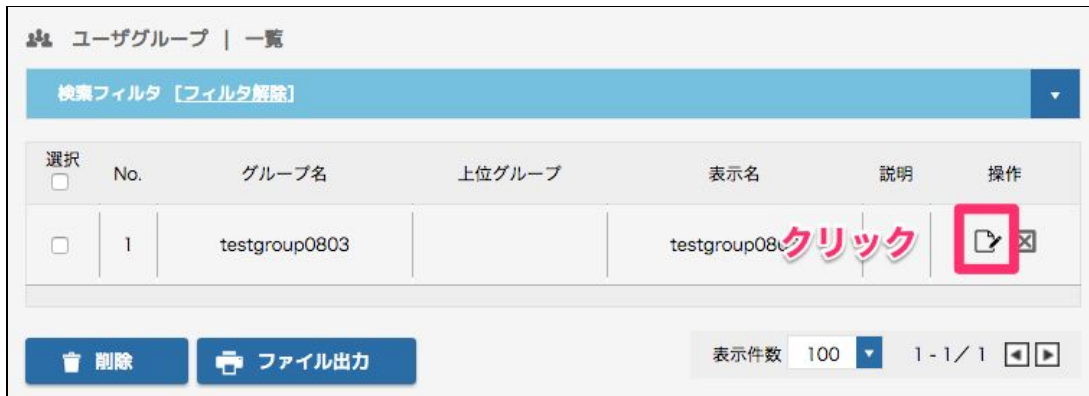 ユーザグループ | 一覧
検索フィルタ [フィルタ解除]
選択 No. グループ名 上位グループ 表示名 説明 操作
1 testgroup0803 testgroup080 クリック
削除 ファイル出力 表示件数 100 1 - 1 / 1